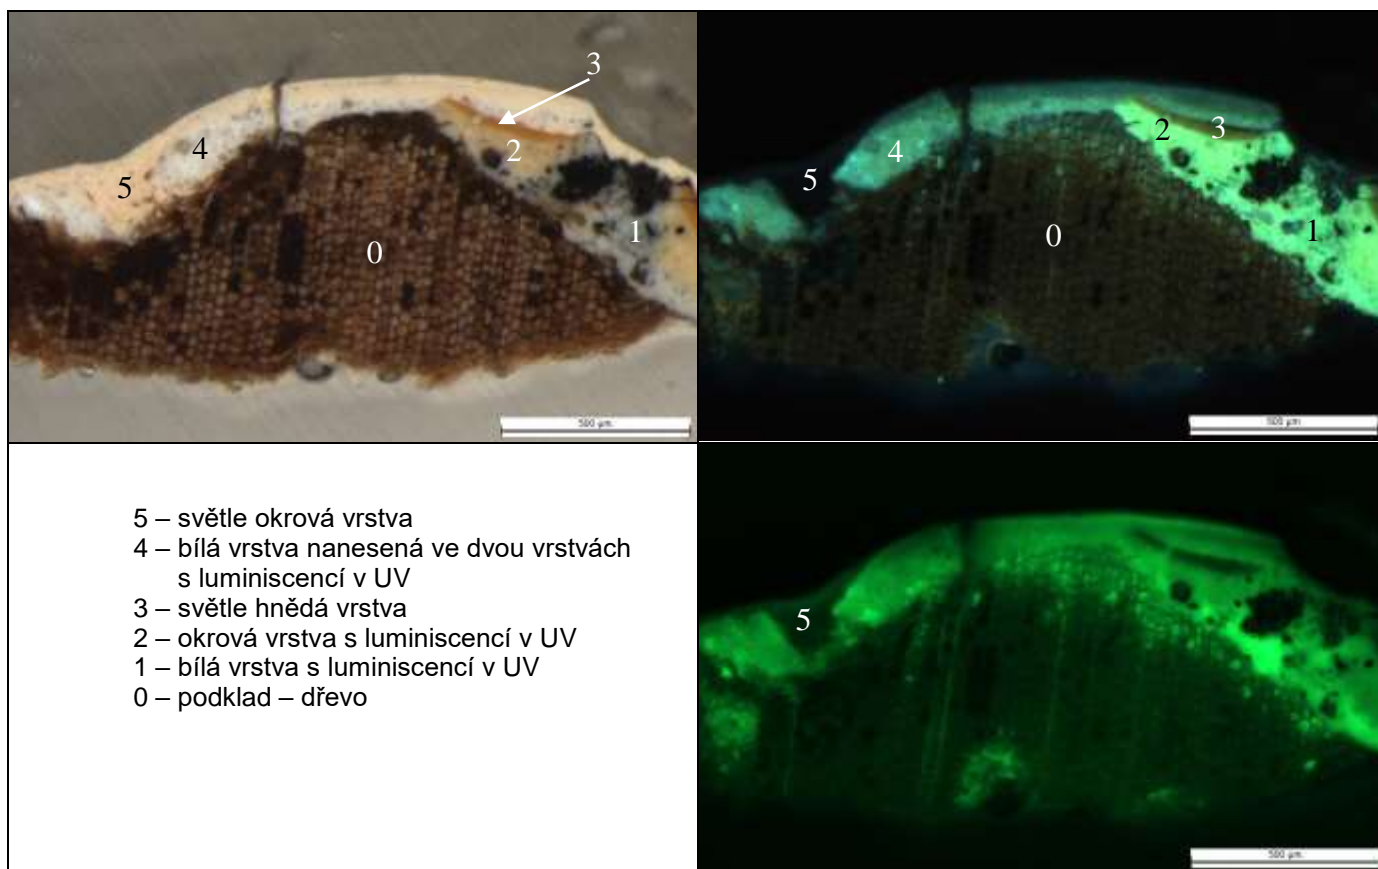 3
4
2
5
1
0
500 µm
2
3
4
5
1
0
500 µm
5 – světle okrová vrstva
4 – bílá vrstva nanesená ve dvou vrstvách
s luminiscencí v UV
3 – světle hnědá vrstva
2 – okrová vrstva s luminiscencí v UV
1 – bílá vrstva s luminiscencí v UV
0 – podklad – dřevo
5
500 µm